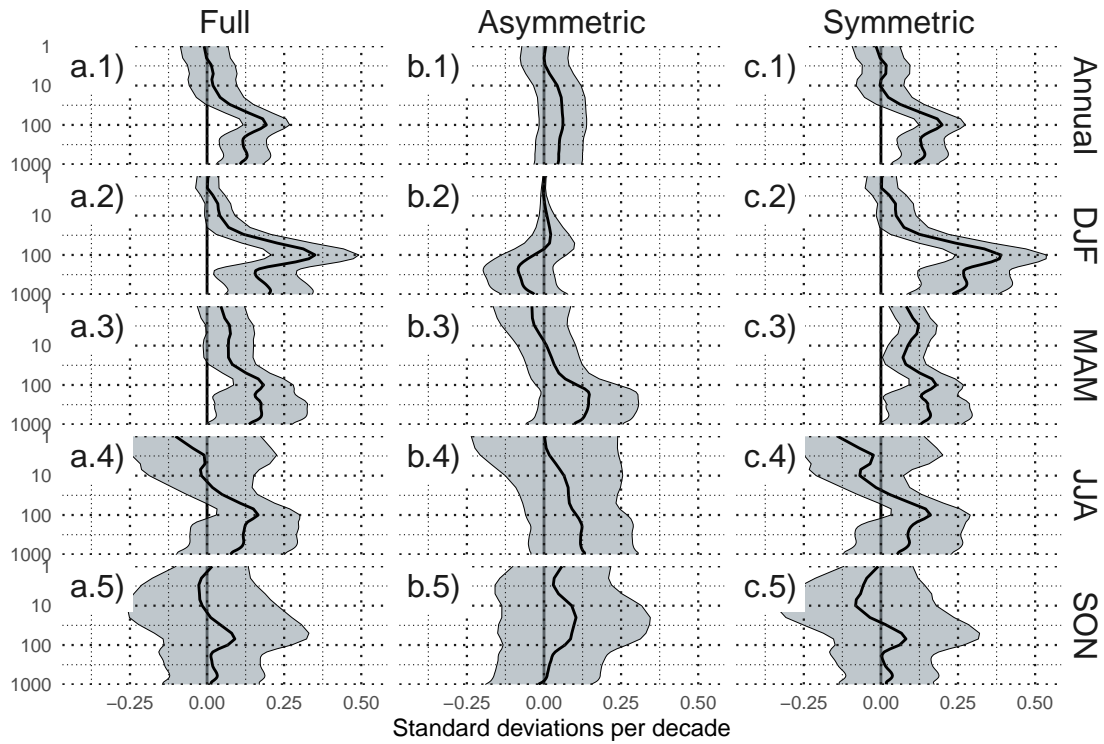 Full Asymmetric Symmetric
1
10
100
1000
a.1) b.1) c.1) Annual
1
10
100
1000
a.2) b.2) c.2) DJF
1
10
100
1000
a.3) b.3) c.3) MAM
1
10
100
1000
a.4) b.4) c.4) JJA
1
10
100
1000
a.5) b.5) c.5) SON
−0.25 0.00 0.25 0.50 −0.25 0.00 0.25 0.50 −0.25 0.00 0.25 0.50
Standard deviations per decade